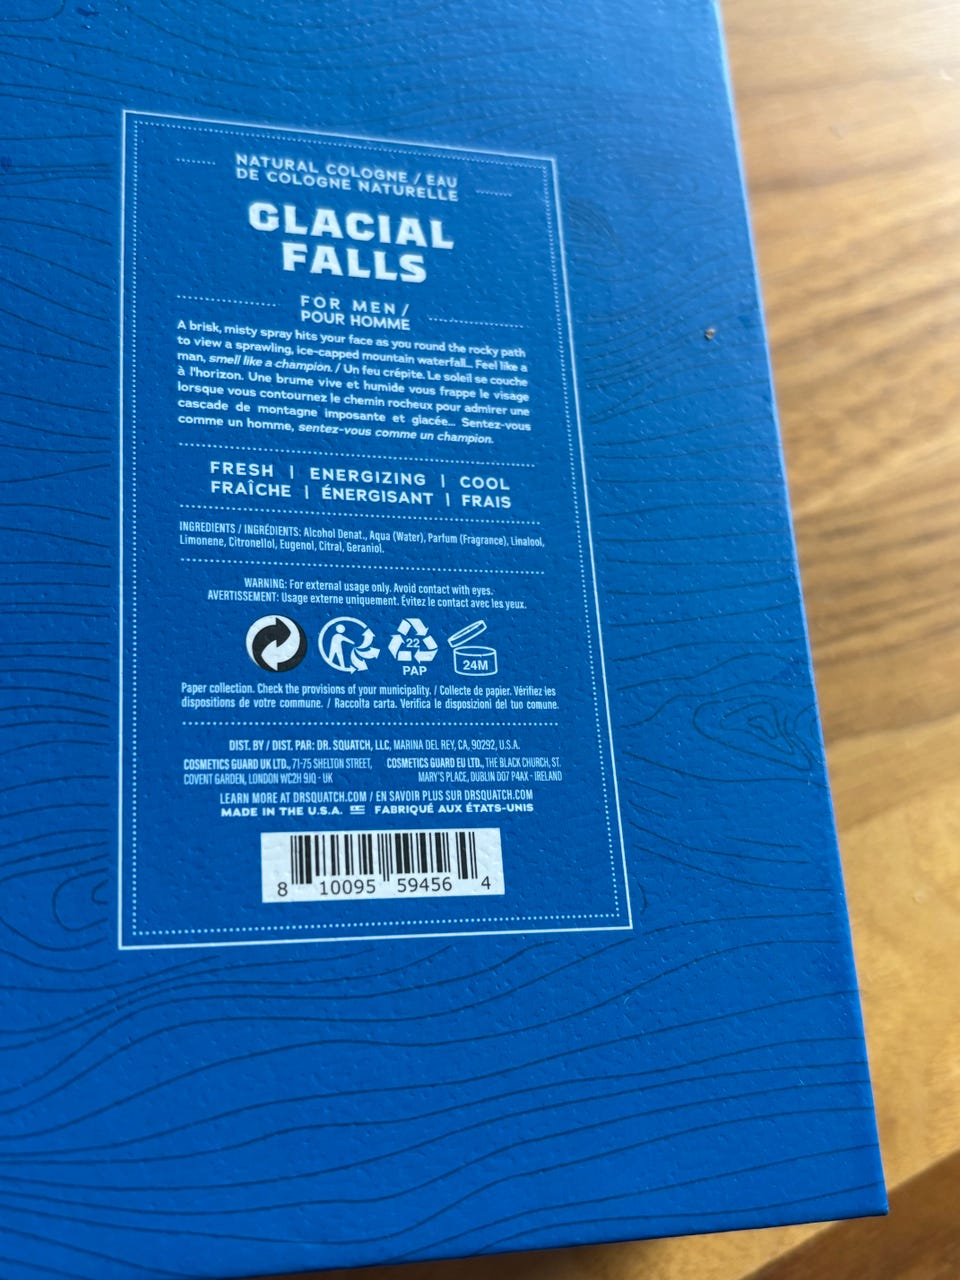 NATURAL COLOGNE / EAU
DE COLOGNE NATURELLE
GLACIAL
FALLS
FOR MEN /
POUR HOMME
A brisk, misty spray hits your face as you round the rocky path
to view a sprawling, ice-capped mountain waterfall... Feel like a
man, smell like a champion. / Un feu crépite. Le soleil se couche
à l'horizon. Une brume vive et humide vous frappe le visage
lorsque vous contournez le chemin rocheux pour admirer une
cascade de montagne imposante et glacée... Sentez-vous
comme un homme, sentez-vous comme un champion.
FRESH | ENERGIZING | COOL
FRAÎCHE | ÉNERGISANT | FRAIS
INGREDIENTS / INGRÉDIENTS: Alcohol Denat., Aqua (Water), Parfum (Fragrance), Linalool,
Limonene, Citronellol, Eugenol, Citral, Geraniol.
WARNING: For external usage only. Avoid contact with eyes.
AVERTISSEMENT: Usage externe uniquement. Évitez le contact avec les yeux.
22
PAP
24M
Paper collection. Check the provisions of your municipality. / Collecte de papier. Vérifiez les
dispositions de votre commune. / Raccolta carta. Verifica le disposizioni del tuo comune.
DIST. BY / DIST. PAR: DR. SQUATCH, LLC, MARINA DEL REY, CA, 90292, U.S.A.
COSMETICS GUARD UK LTD., 71-75 SHELTON STREET,
COVENT GARDEN, LONDON WC2H 9JQ - UK
COSMETICS GUARD EU LTD., THE BLACK CHURCH, ST.
MARY'S PLACE, DUBLIN D07 P4AX - IRELAND
LEARN MORE AT DRSQUATCH.COM / EN SAVOIR PLUS SUR DRSQUATCH.COM
MADE IN THE U.S.A. FABRIQUÉ AUX ÉTATS-UNIS
8 10095 59456 4